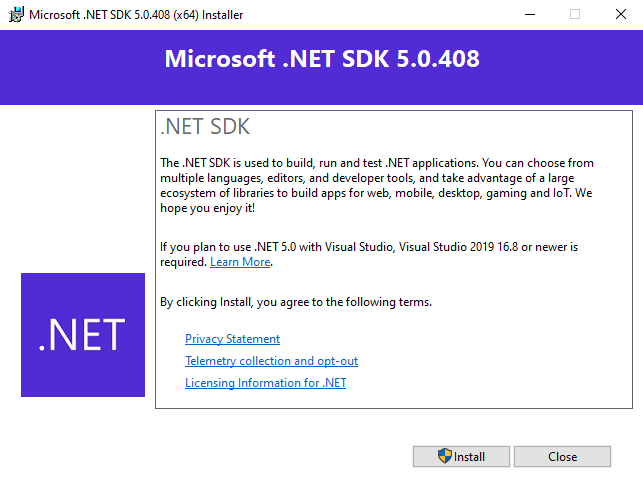 Microsoft .NET SDK 5.0.408 (x64) Installer
Microsoft .NET SDK 5.0.408
.NET SDK
The .NET SDK is used to build, run and test .NET applications. You can choose from
multiple languages, editors, and developer tools, and take advantage of a large
ecosystem of libraries to build apps for web, mobile, desktop, gaming and IoT. We
hope you enjoy it!
If you plan to use .NET 5.0 with Visual Studio, Visual Studio 2019 16.8 or newer is
required. Learn More.
By clicking Install, you agree to the following terms.
.NET
Privacy Statement
Telemetry collection and opt-out
Licensing Information for .NET
Install
Close